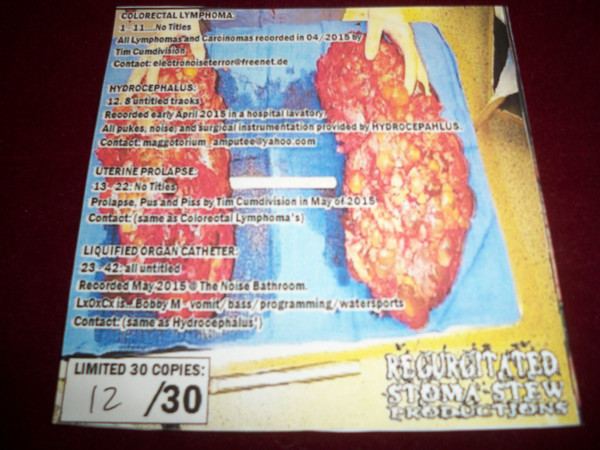 COLORECTAL LYMPHOMA:
1 - 11....No Titles
All Lymphomas and Carcinomas recorded in 04/2015 by
Tim Cumdivision
Contact: electronoiseterror@freenet.de
HYDROCEPHALUS:
12. 8 untitled tracks
Recorded early April 2015 in a hospital lavatory
All pukes, noise, and surgical instrumentation provided by HYDROCEPAHLUS.
Contact: maggotorium_amputee@yahoo.com
UTERINE PROLAPSE:
13 - 22: No Titles
Prolapse, Pus and Piss by Tim Cumdivision in May of 2015
Contact: (same as Colorectal Lymphoma's)
LIQUIFIED ORGAN CATHETER:
23 - 42: all untitled
Recorded May 2015 @ The Noise Bathroom.
LxOxCx is...Bobby M_ vomit/bass/programming/watersports
Contact: (same as Hydrocephalus')
LIMITED 30 COPIES:
12 /30
REGURGITATED
STOMA STEW
PRODUCTIONS